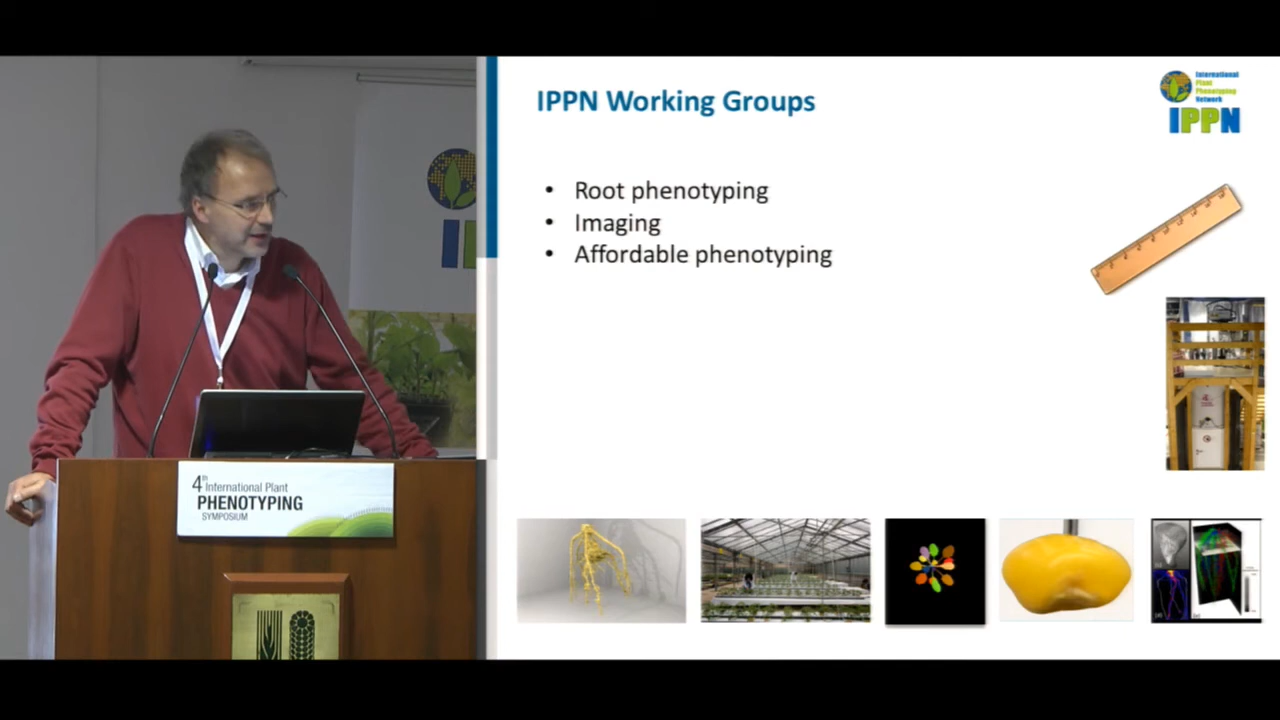 4th International Plant
PHENOTYPING
SYMPOSIUM
IPPN Working Groups
International
Plant
Phenotyping
Network
IPPN
• Root phenotyping
• Imaging
• Affordable phenotyping